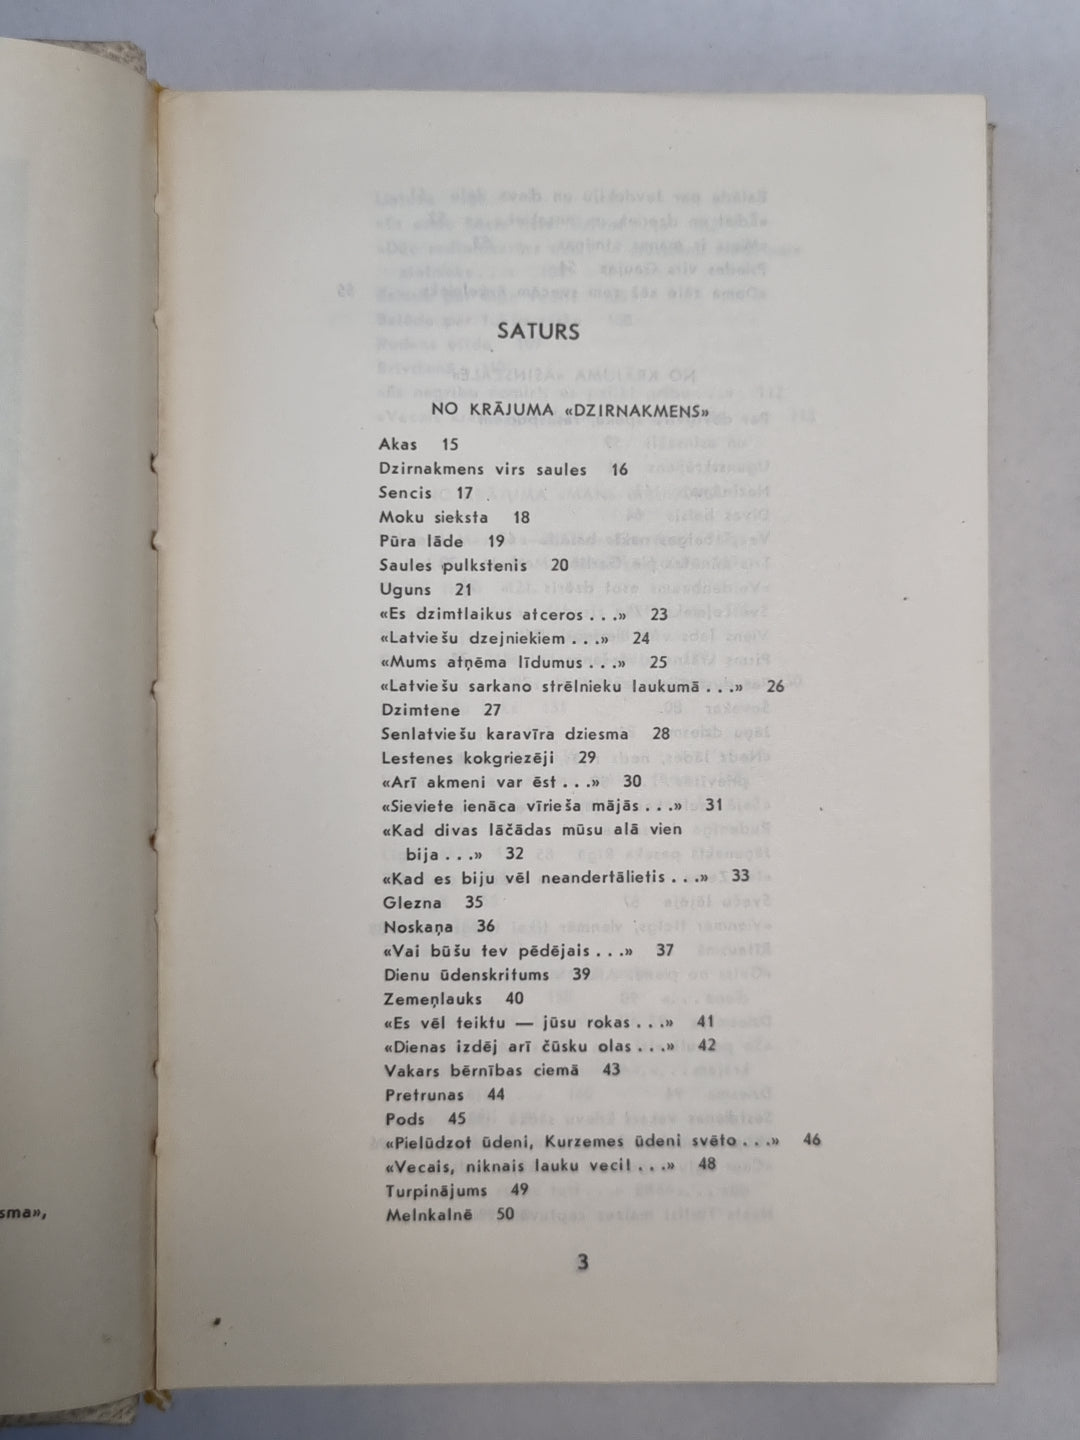 SATURS
NO KRĀJUMA «DZIRNAKMENS»
Akas 15
Dzirnakmens virs saules 16
Sencis 17
Moku sieksta 18
Pūra lāde 19
Saules pulkstenis 20
Uguns 21
«Es dzimtlaikus atceros . . .» 23
«Latviešu dzejniekiem . . .» 24
«Mums atņēma līdumus . . .» 25
«Latviešu sarkano strēlnieku laukumā . . .» 26
Dzimtene 27
Senlatviešu karavīra dziesma 28
Lestenes kokgriezēji 29
«Arī akmeni var ēst . . .» 30
«Sieviete ienāca vīrieša mājās . . .» 31
«Kad divas lāčādas mūsu alā vien
bija . . .» 32
«Kad es biju vēl neandertālietis . . .» 33
Glezna 35
Noskaņa 36
«Vai būšu tev pēdējais . . .» 37
Dienu ūdenskritums 39
Zemeņlauks 40
«Es vēl teiktu — jūsu rokas . . .» 41
«Dienas izdēj arī čūsku olas . . .» 42
Vakars bērnības ciemā 43
Pretrunas 44
Pods 45
«Pielūdzot ūdeni, Kurzemes ūdeni svēto . . .» 46
«Vecais, niknais lauku vecil . . .» 48
Turpinājums 49
Melnkalnē 50
3
sma»,